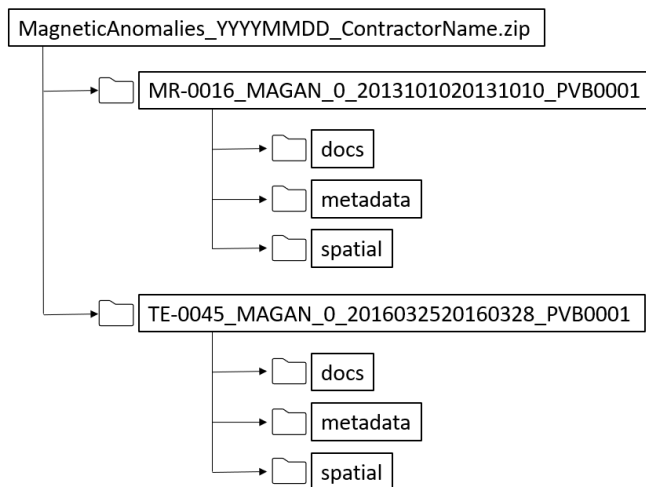 MagneticAnomalies_YYYYMMDD_ContractorName.zip
MR-0016_MAGAN_0_2013101020131010_PVB0001
docs
metadata
spatial
TE-0045_MAGAN_0_2016032520160328_PVB0001
docs
metadata
spatial